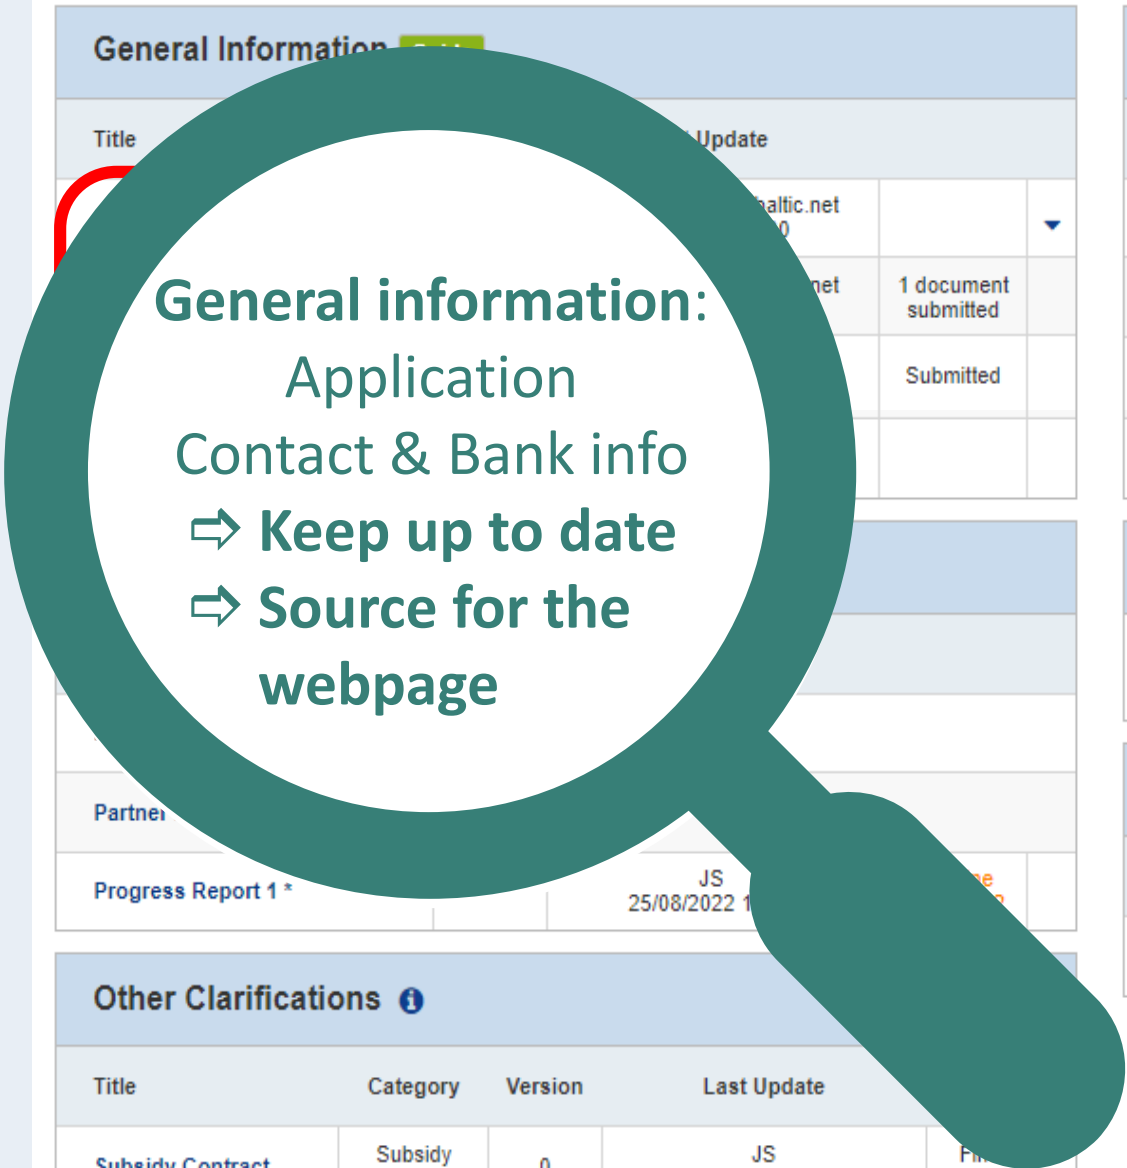 General Information
Title
Update
1 document
submitted
Submitted
General information:
Application
Contact & Bank info
⇨ Keep up to date
⇨ Source for the
webpage
Progress Report 1 *
JS
25/08/2022
Other Clarifications
Title Category Version Last Update
Subsidy Contract
Subsidy
0
JS